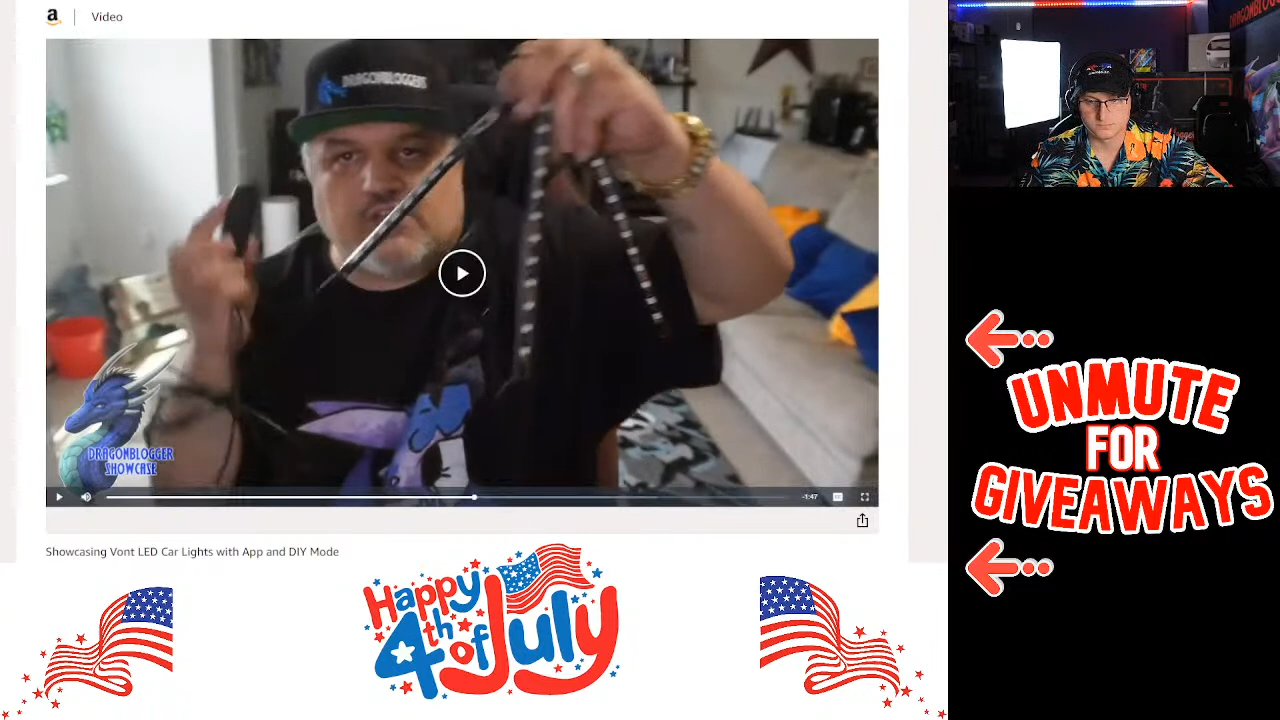 a Video
DRAGONBLOGGERS
DRAGONBLOGGER
SHOWCASE
-1:47
Showcasing Vont LED Car Lights with App and DIY Mode
Happy
4th of July
UNMUTE
FOR
GIVEAWAYS